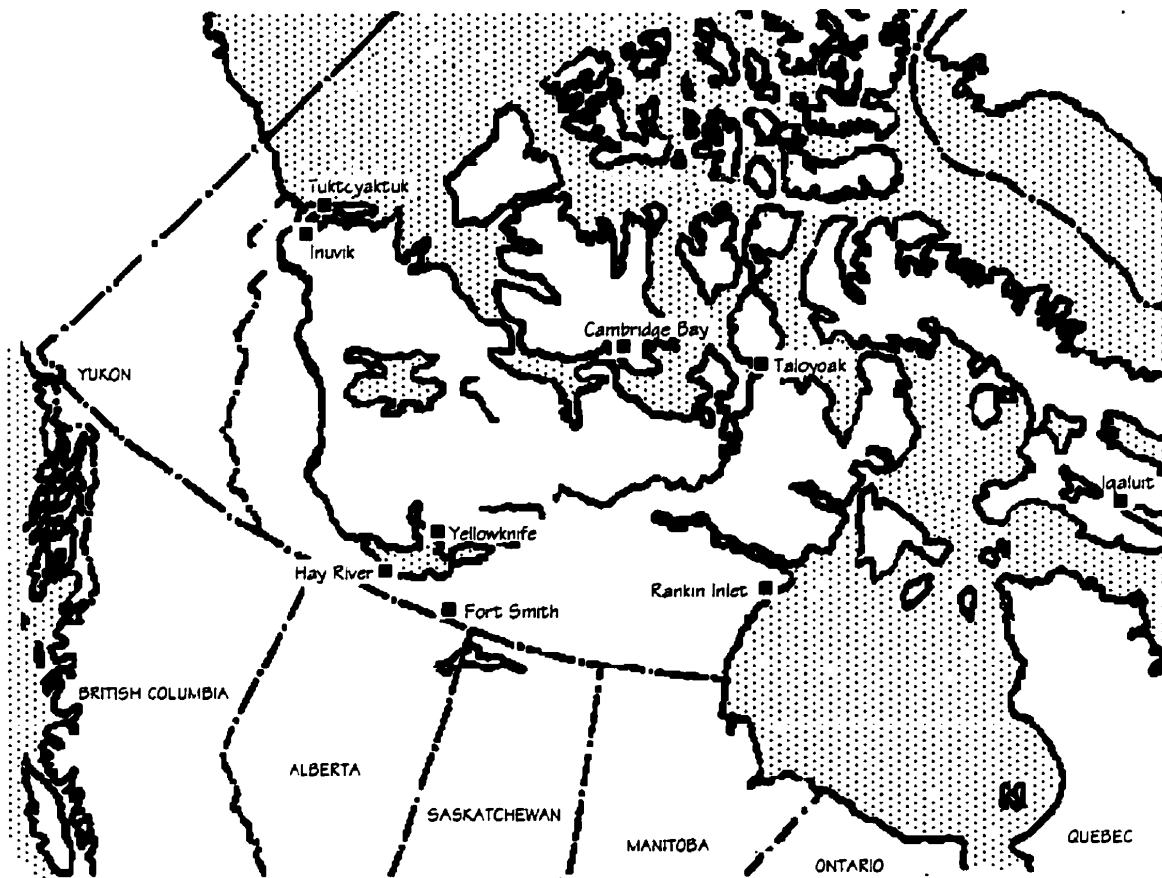 Tuktcyaktuk
Inuvik
Cambridge Bay
Taloyoak
YUKON
Iqaluit
Yellowknife
Hay River
Rankin Inlet
Fort Smith
BRITISH COLUMBIA
ALBERTA
SASKATCHEWAN
MANITOBA
ONTARIO
QUEBEC